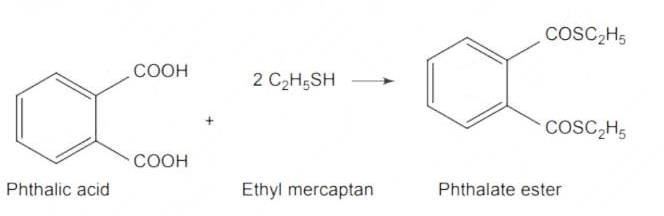 COOH
COOH
Phthalic acid
+
2 C₂H₅SH
Ethyl mercaptan
COSC₂H₅
COSC₂H₅
Phthalate ester